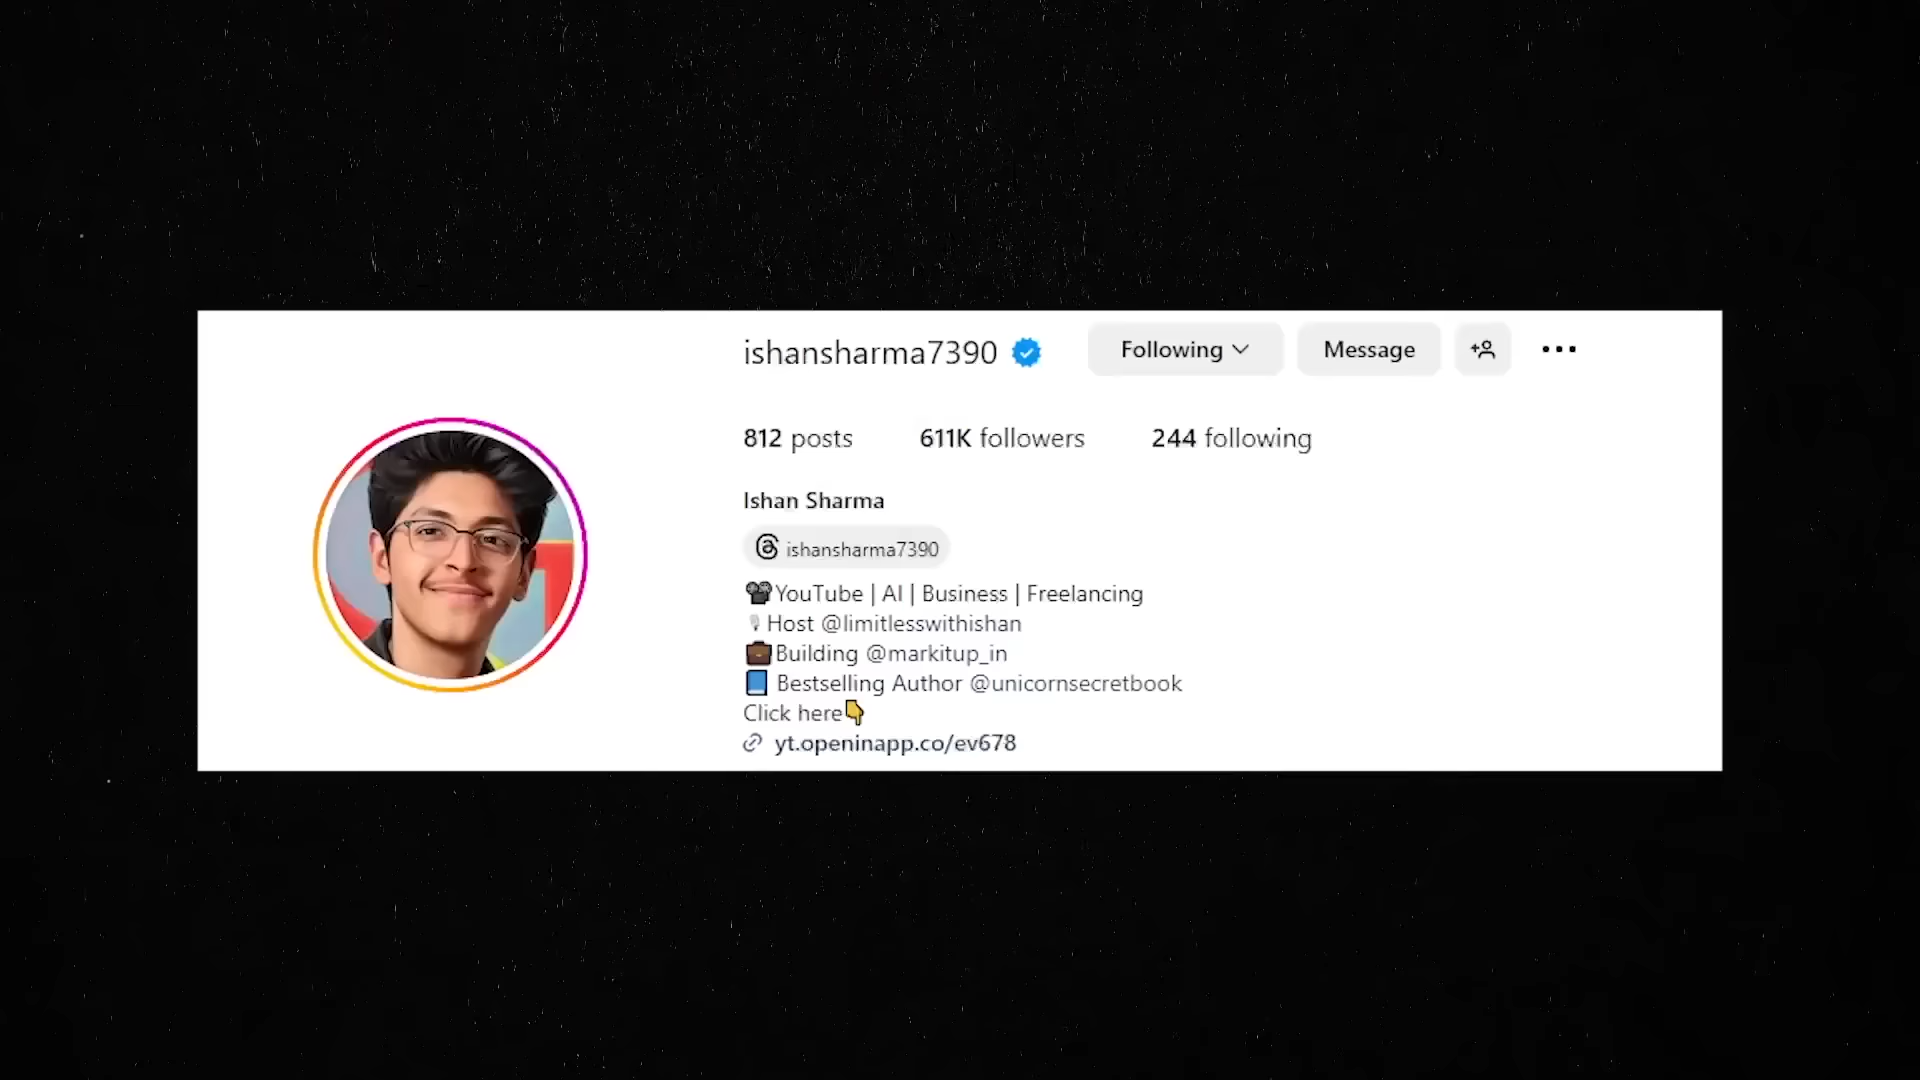 ishansharma7390 Following Message
812 posts 611K followers 244 following
Ishan Sharma
ishansharma7390
YouTube | AI | Business | Freelancing
Host @limitlesswithishan
Building @markitup_in
Bestselling Author @unicornsecretbook
Click here
yt.openinapp.co/ev678